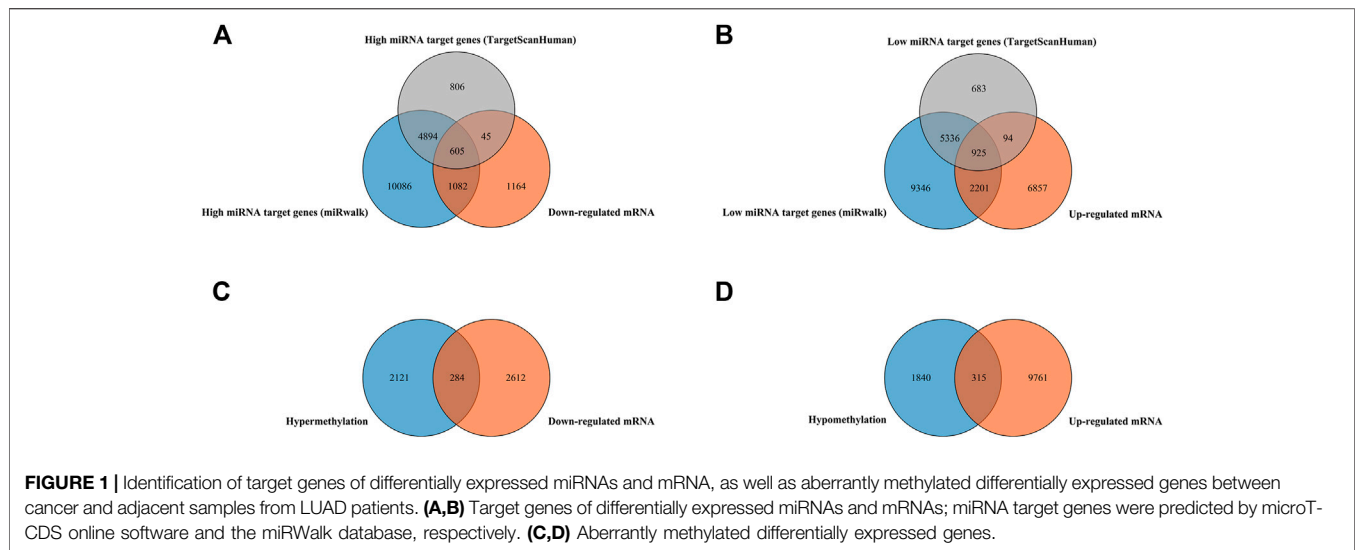 A
High miRNA target genes (TargetScanHuman)
806
4894
45
605
10086
1082
1164
High miRNA target genes (miRwalk)
Down-regulated mRNA
B
Low miRNA target genes (TargetScanHuman)
683
5336
94
925
9346
2201
6857
Low miRNA target genes (miRwalk)
Up-regulated mRNA
C
2121
284
2612
Hypermethylation
Down-regulated mRNA
D
1840
315
9761
Hypomethylation
Up-regulated mRNA
FIGURE 1 | Identification of target genes of differentially expressed miRNAs and mRNA, as well as aberrantly methylated differentially expressed genes between
cancer and adjacent samples from LUAD patients. (A,B) Target genes of differentially expressed miRNAs and mRNAs; miRNA target genes were predicted by microT-
CDS online software and the miRWalk database, respectively. (C,D) Aberrantly methylated differentially expressed genes.